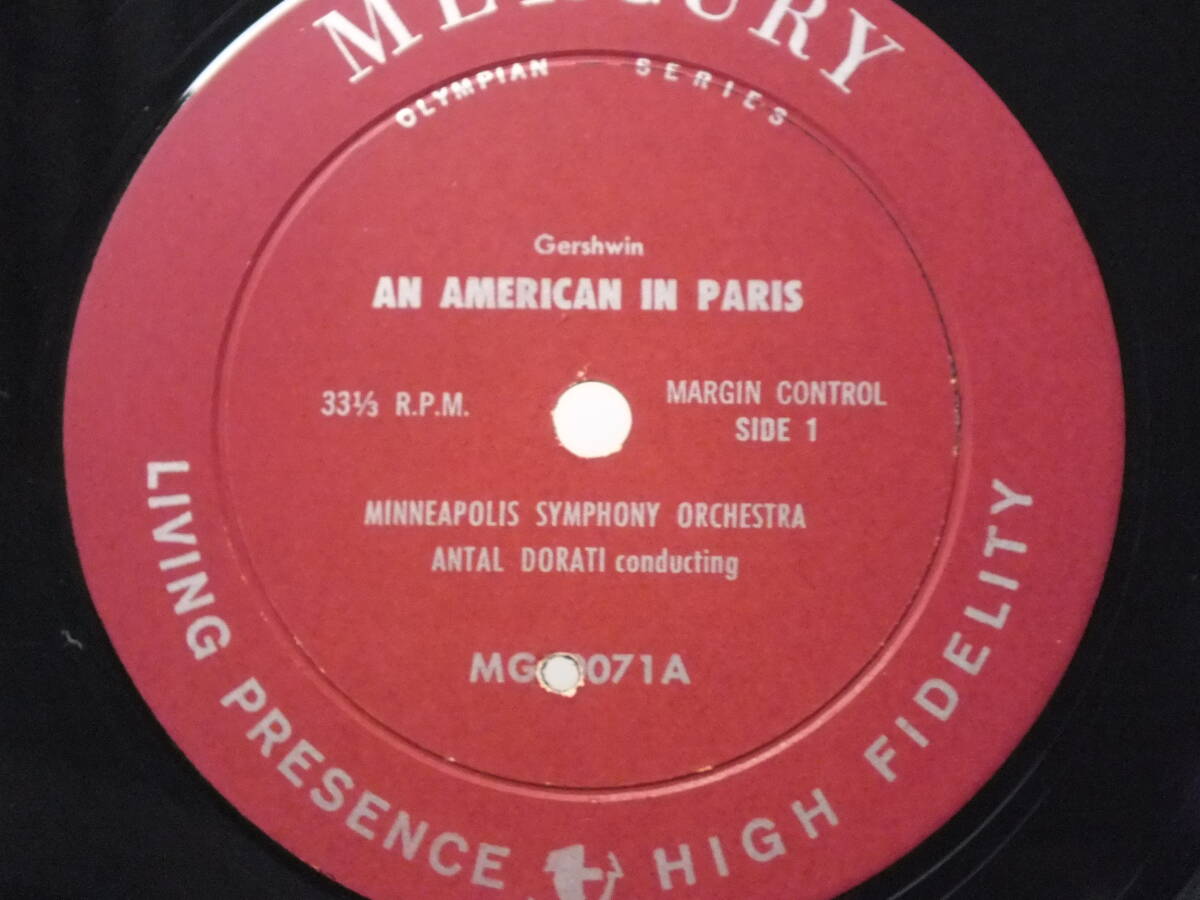 MERCURY
OLYMPIAN SERIES
Gershwin
AN AMERICAN IN PARIS
33⅓ R.P.M.
MARGIN CONTROL
SIDE 1
MINNEAPOLIS SYMPHONY ORCHESTRA
ANTAL DORATI conducting
LIVING PRESENCE HIGH FIDELITY